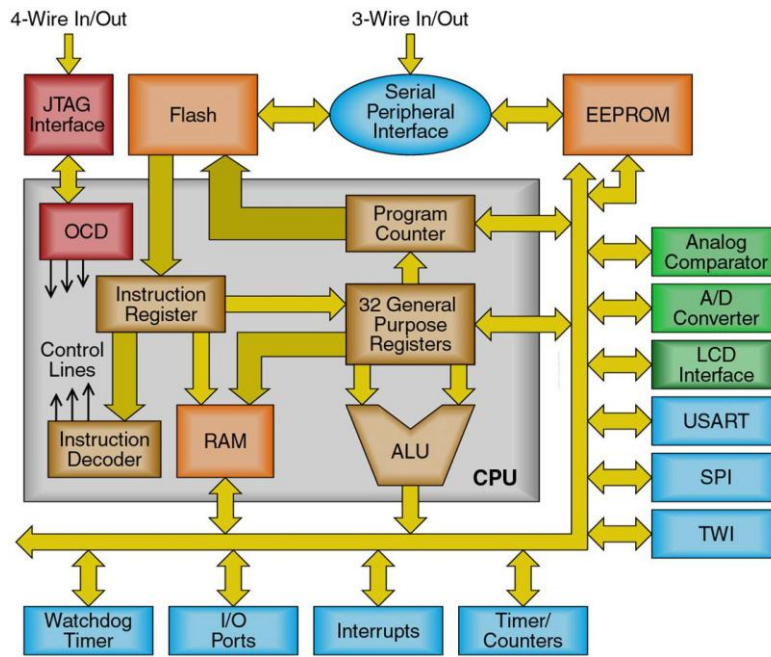 4-Wire In/Out
3-Wire In/Out
JTAG
Interface
Flash
Serial
Peripheral
Interface
EEPROM
OCD
Program
Counter
Analog
Comparator
Instruction
Register
32 General
Purpose
Registers
A/D
Converter
Control
Lines
LCD
Interface
Instruction
Decoder
RAM
ALU
USART
CPU
SPI
TWI
Watchdog
Timer
I/O
Ports
Interrupts
Timer/
Counters